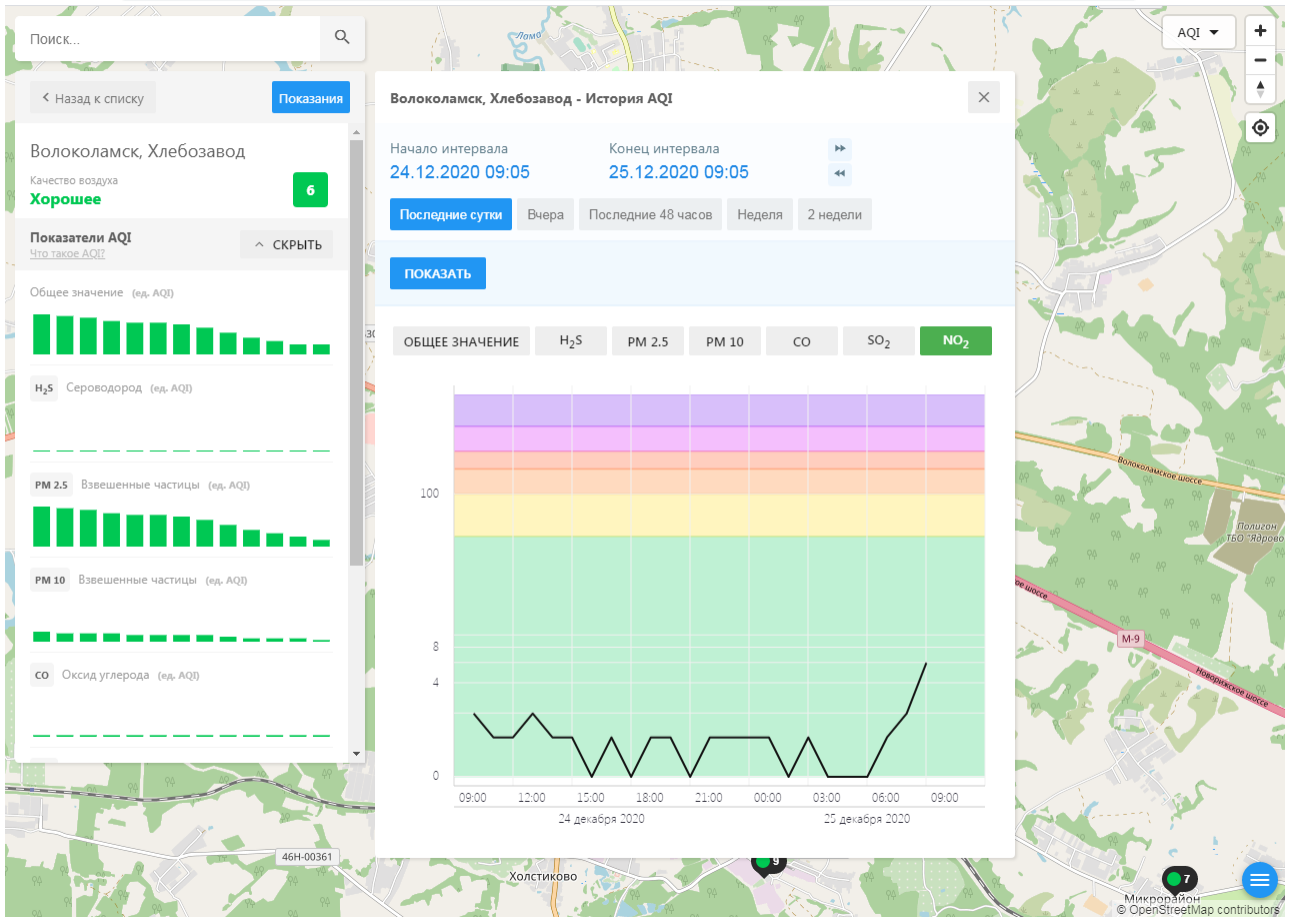 Поиск...
AQI
Назад к списку
Показания
Волоколамск, Хлебозавод
Качество воздуха
Хорошее
6
Показатели AQI
Что такое AQI?
СКРЫТЬ
Общее значение (ед. AQI)
H2S Сероводород (ед. AQI)
PM 2.5 Взвешенные частицы (ед. AQI)
PM 10 Взвешенные частицы (ед. AQI)
CO Оксид углерода (ед. AQI)
Волоколамск, Хлебозавод - История AQI
Начало интервала
24.12.2020 09:05
Конец интервала
25.12.2020 09:05
Последние сутки
Вчера
Последние 48 часов
Неделя
2 недели
ПОКАЗАТЬ
ОБЩЕЕ ЗНАЧЕНИЕ
H2S
PM 2.5
PM 10
CO
SO2
NO2
100
8
4
0
09:00 12:00 15:00 18:00 21:00 00:00 03:00 06:00 09:00
24 декабря 2020 25 декабря 2020
Ломо
Волоколамское шоссе
Полигон
ТБО "Ядрово
М-9
Новорижское шоссе
шоссе
46Н-00361
Холстиково
9
7
Микрорайон
© OpenStreetMap contributors